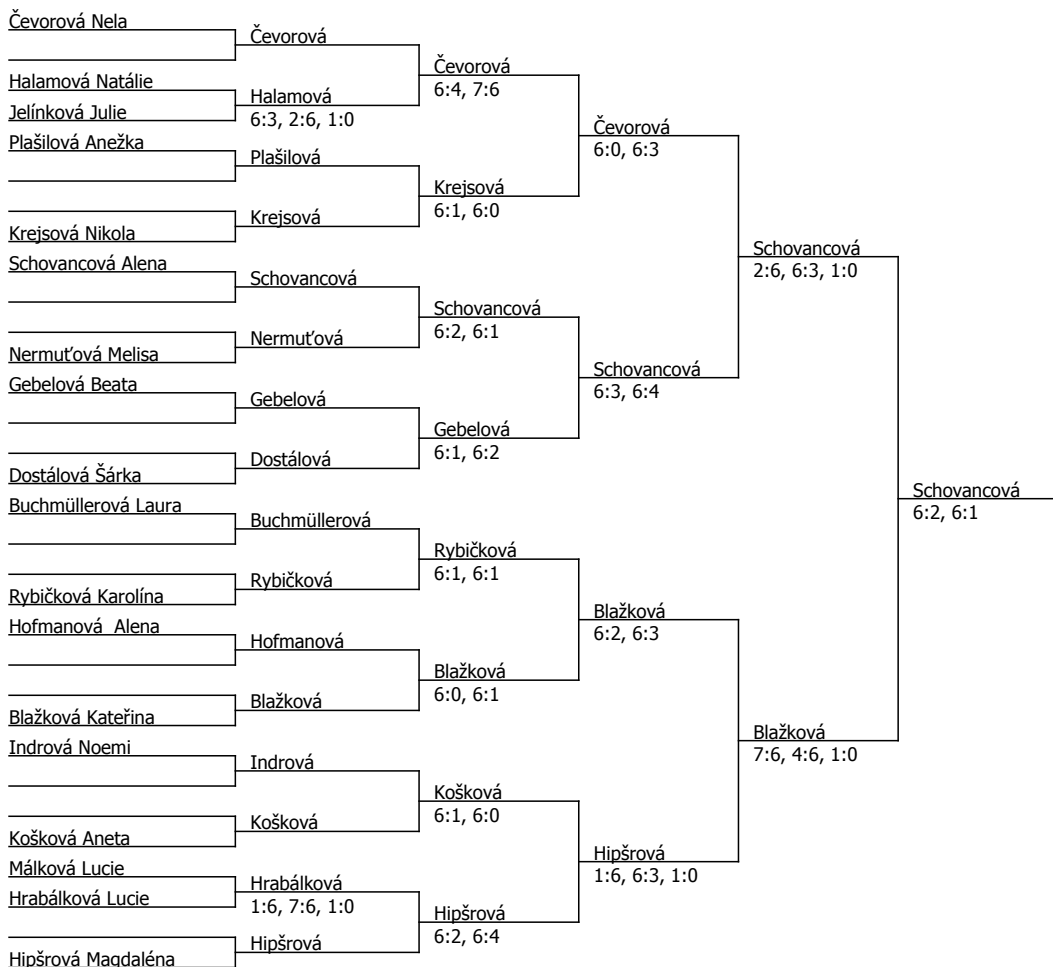 Čevorová Nela
Halamová Natálie
Jelínková Julie
Plašilová Anežka
Krejsová Nikola
Schovancová Alena
Nermuťová Melisa
Gebelová Beata
Dostálová Šárka
Buchmüllerová Laura
Rybičková Karolína
Hofmanová  Alena
Blažková Kateřina
Indrová Noemi
Košková Aneta
Málková Lucie
Hrabálková Lucie
Hipšrová Magdaléna
Čevorová
Halamová
6:3, 2:6, 1:0
Plašilová
Krejsová
Schovancová
Nermuťová
Gebelová
Dostálová
Buchmüllerová
Rybičková
Hofmanová
Blažková
Indrová
Košková
Hrabálková
1:6, 7:6, 1:0
Hipšrová
Čevorová
6:4, 7:6
Krejsová
6:1, 6:0
Schovancová
6:2, 6:1
Gebelová
6:1, 6:2
Rybičková
6:1, 6:1
Blažková
6:0, 6:1
Košková
6:1, 6:0
Hipšrová
6:2, 6:4
Čevorová
6:0, 6:3
Schovancová
6:3, 6:4
Blažková
6:2, 6:3
Hipšrová
1:6, 6:3, 1:0
Schovancová
2:6, 6:3, 1:0
Blažková
7:6, 4:6, 1:0
Schovancová
6:2, 6:1